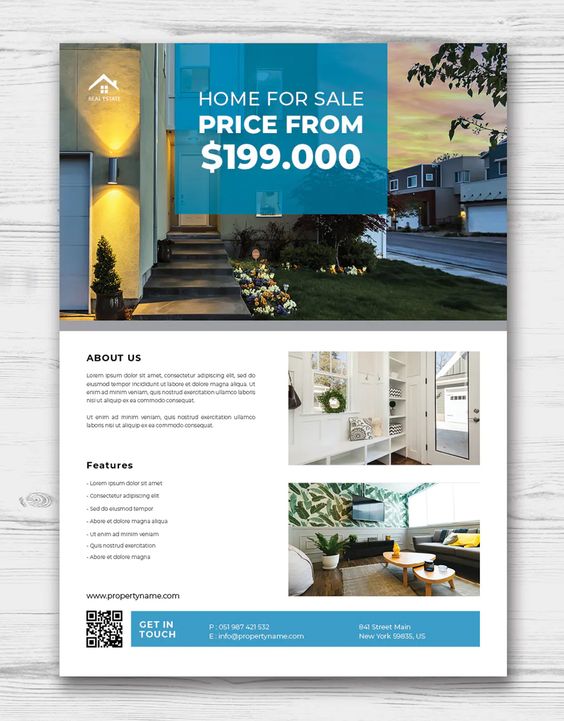 REAL ESTATE
HOME FOR SALE
PRICE FROM
$199.000
ABOUT US
Lorem ipsum dolor sit amet, consectetur adipiscing elit, sed do
eiusmod tempor incididunt ut labore et dolore magna aliqua. Ut
enim ad minim veniam, quis nostrud exercitation ullamco laboris
nisi ut aliquip ex ea commodo consequat.
Ut enim ad minim veniam, quis nostrud exercitation ullamco
laboris nisi ut aliquip ex ea commodo consequat.
Features
- Lorem ipsum dolor sit amet
- Consectetur adipiscing elit
- Sed do eiusmod tempor
- Abore et dolore magna aliqua
- Ut enim ad minim veniam
- Quis nostrud exercitation
- Abore et dolore magna
www.propertyname.com
GET IN
TOUCH
P : 051 987 421 532
E : info@propertyname.com
841 Street Main
New York 59835, US